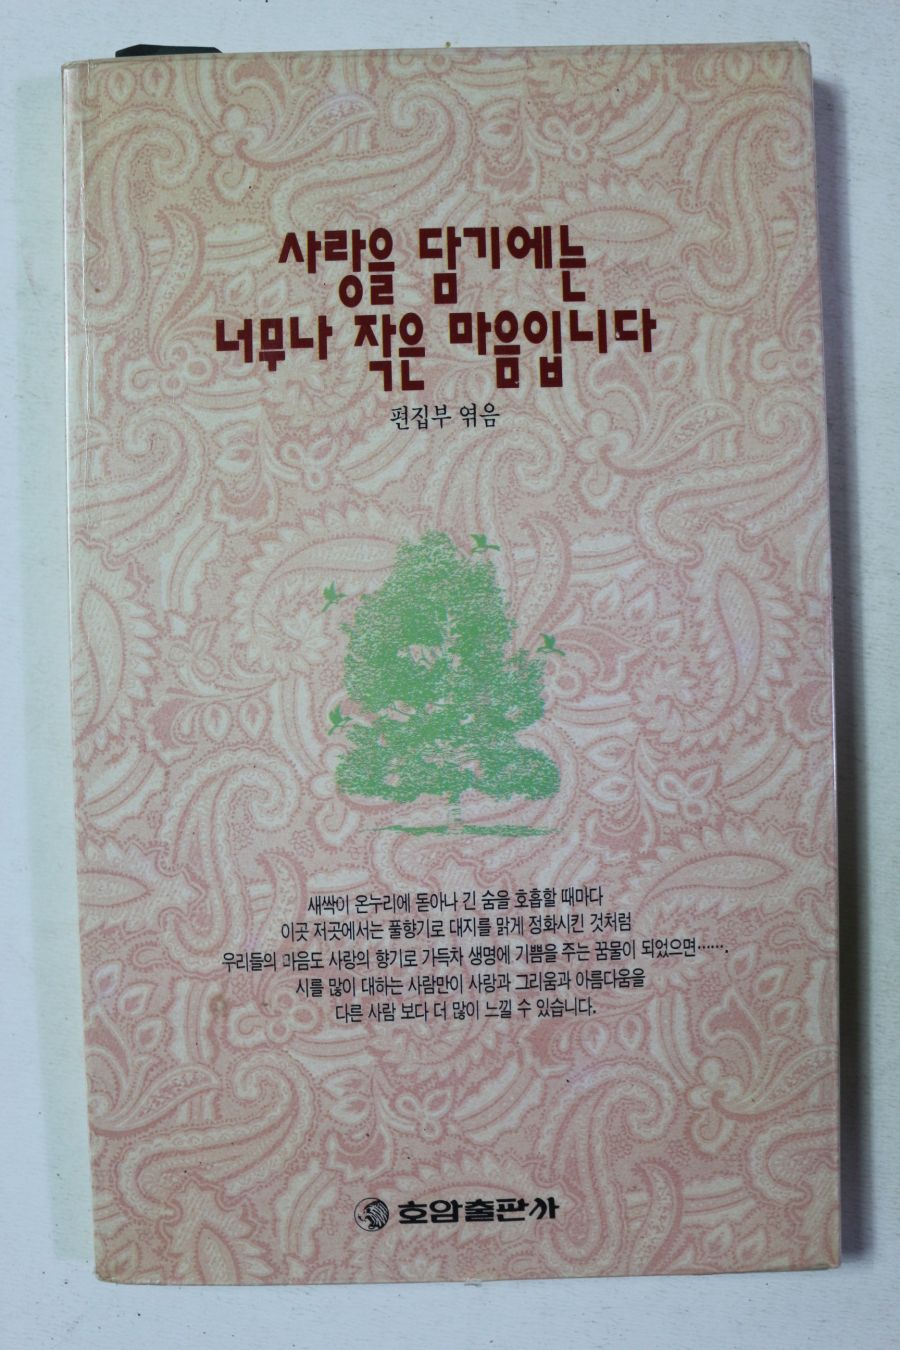 사랑을 담기에는
너무나 작은 마음입니다
편집부 엮음
새싹이 온누리에 돋아나 긴 숨을 호흡할 때마다
이곳 저곳에서는 풀향기로 대지를 맑게 정화시킨 것처럼
우리들의 마음도 사랑의 향기로 가득차 생명에 기쁨을 주는 꿈물이 되었으면…….
시를 많이 대하는 사람만이 사랑과 그리움과 아름다움을
다른 사람 보다 더 많이 느낄 수 있습니다.
호암출판사